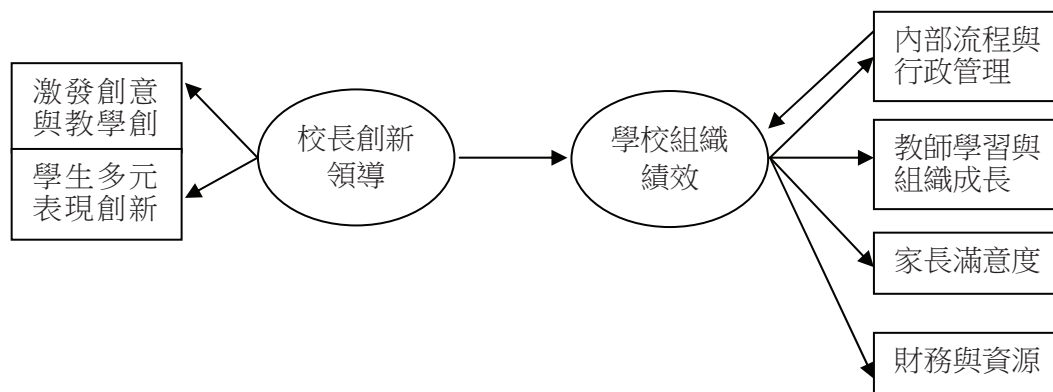 激發創意
與教學創
學生多元
表現創新
校長創新
領導
學校組織
績效
內部流程與
行政管理
教師學習與
組織成長
家長滿意度
財務與資源